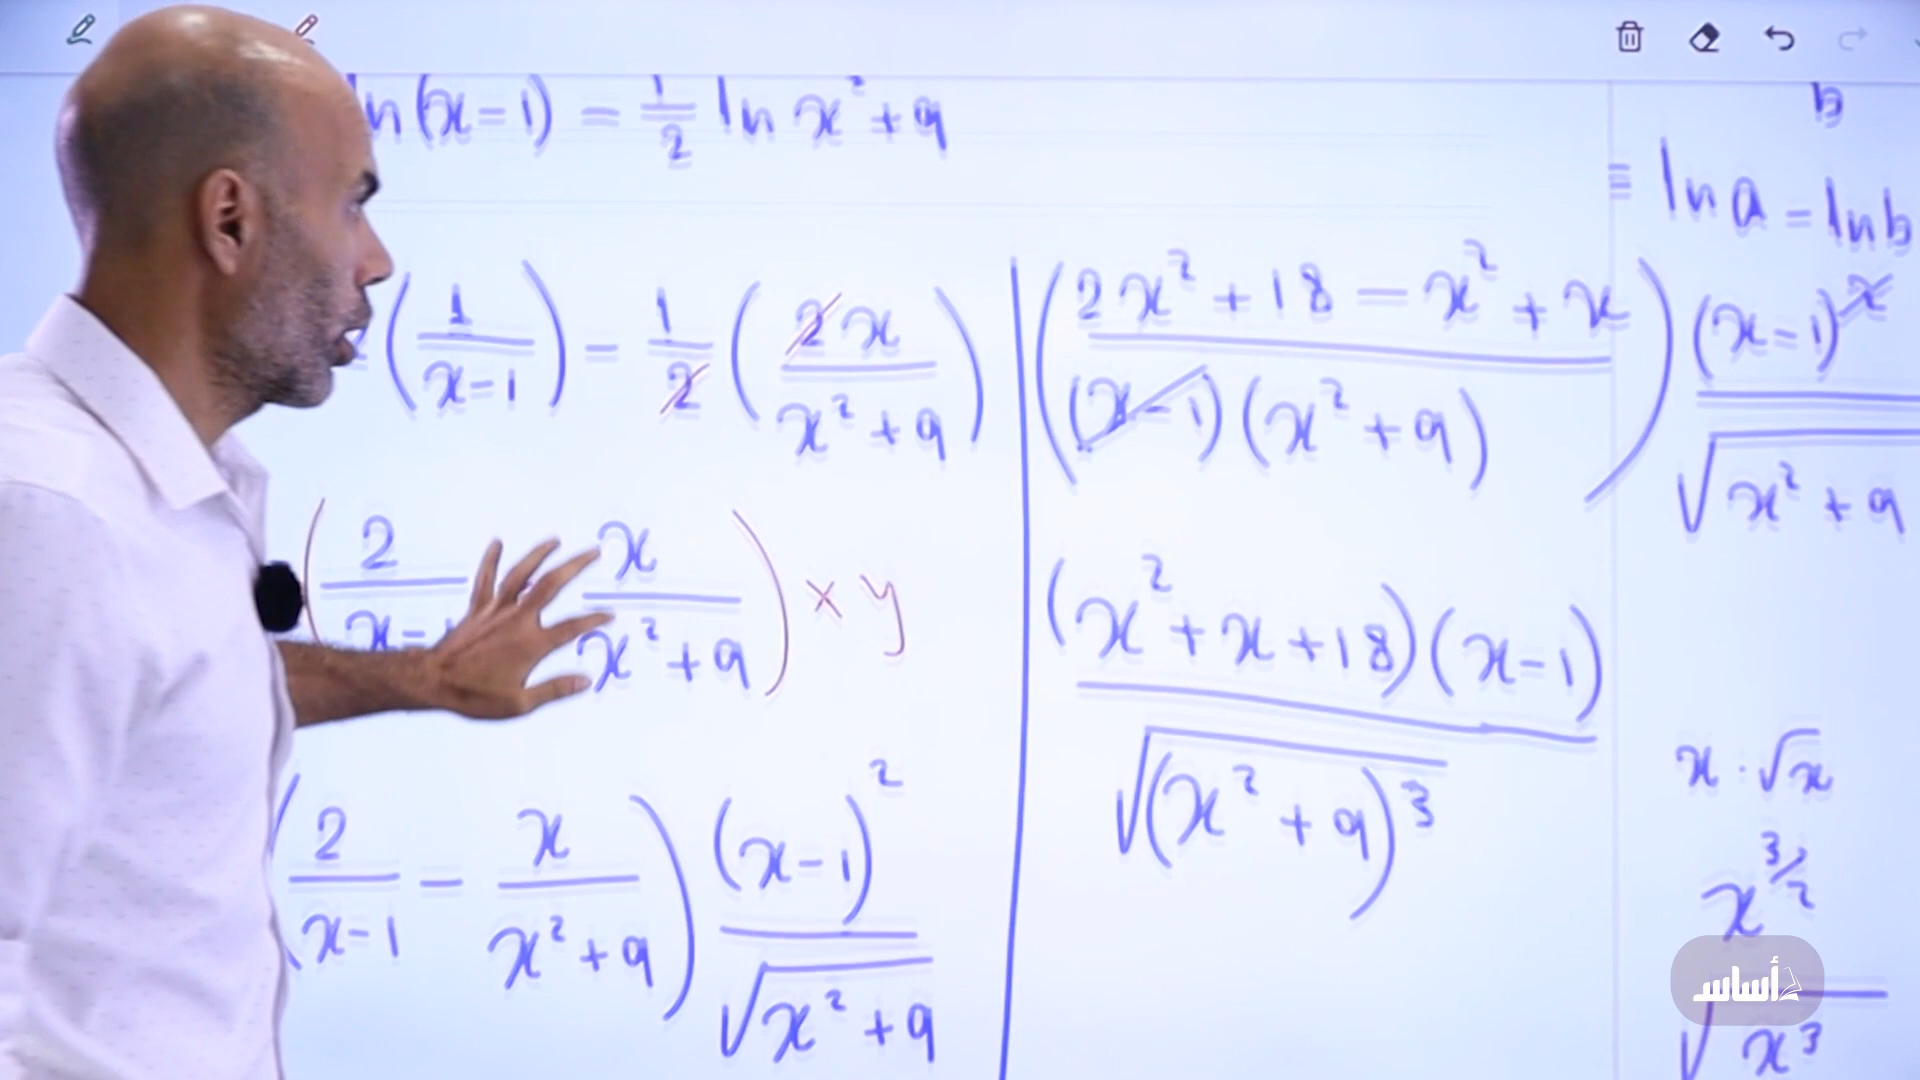 ln(x-1) = 1/2 ln x² + 9
(1/(x-1)) - 1/2 (2x/(x²+9))
(2/(x- x/(x²+9)) × y
(2/(x-1) - x/(x²+9)) (x-1)²/√(x²+9)
((2x²+18-x²+x)/((x-1)(x²+9)))
(x²+x+18)(x-1)/√((x²+9)³)
b
= ln a = ln b
(x-1)^x/√(x²+9)
x·√x
x^(3/2)
√x³
أساس